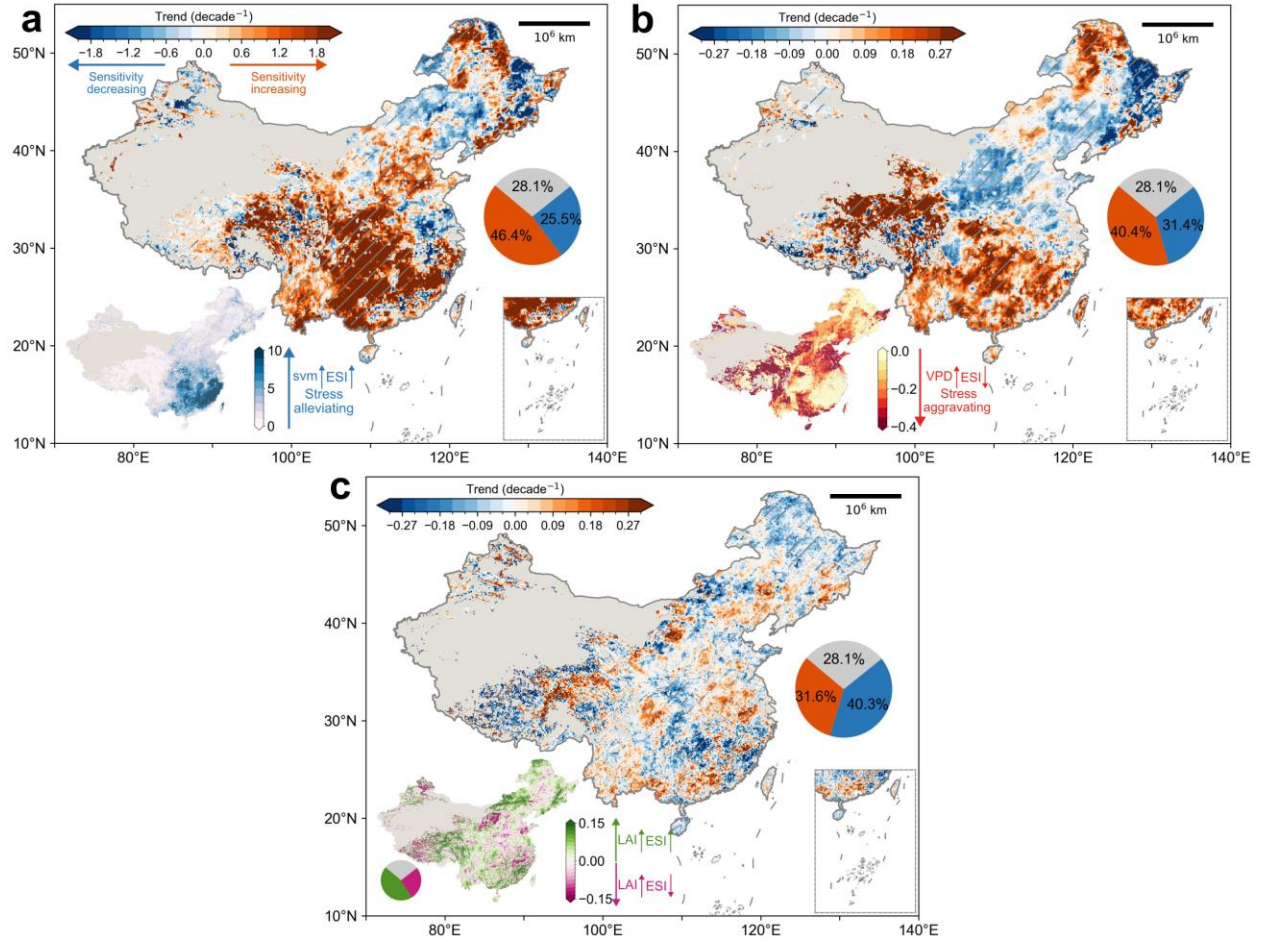 a
Trend (decade⁻¹)
−1.8 −1.2 −0.6 0.0 0.6 1.2 1.8
Sensitivity decreasing
Sensitivity increasing
10⁶ km
50°N
40°N
30°N
20°N
10°N
28.1%
25.5%
46.4%
10
5
0
svm ESI
Stress
alleviating
80°E 100°E 120°E 140°E
b
Trend (decade⁻¹)
−0.27 −0.18 −0.09 0.00 0.09 0.18 0.27
10⁶ km
50°N
40°N
30°N
20°N
10°N
28.1%
40.4%
31.4%
0.0
−0.2
−0.4
VPD ESI
Stress
aggravating
80°E 100°E 120°E 140°E
c
Trend (decade⁻¹)
−0.27 −0.18 −0.09 0.00 0.09 0.18 0.27
10⁶ km
50°N
40°N
30°N
20°N
10°N
28.1%
31.6%
40.3%
0.15
0.00
−0.15
LAI ESI
LAI ESI
80°E 100°E 120°E 140°E